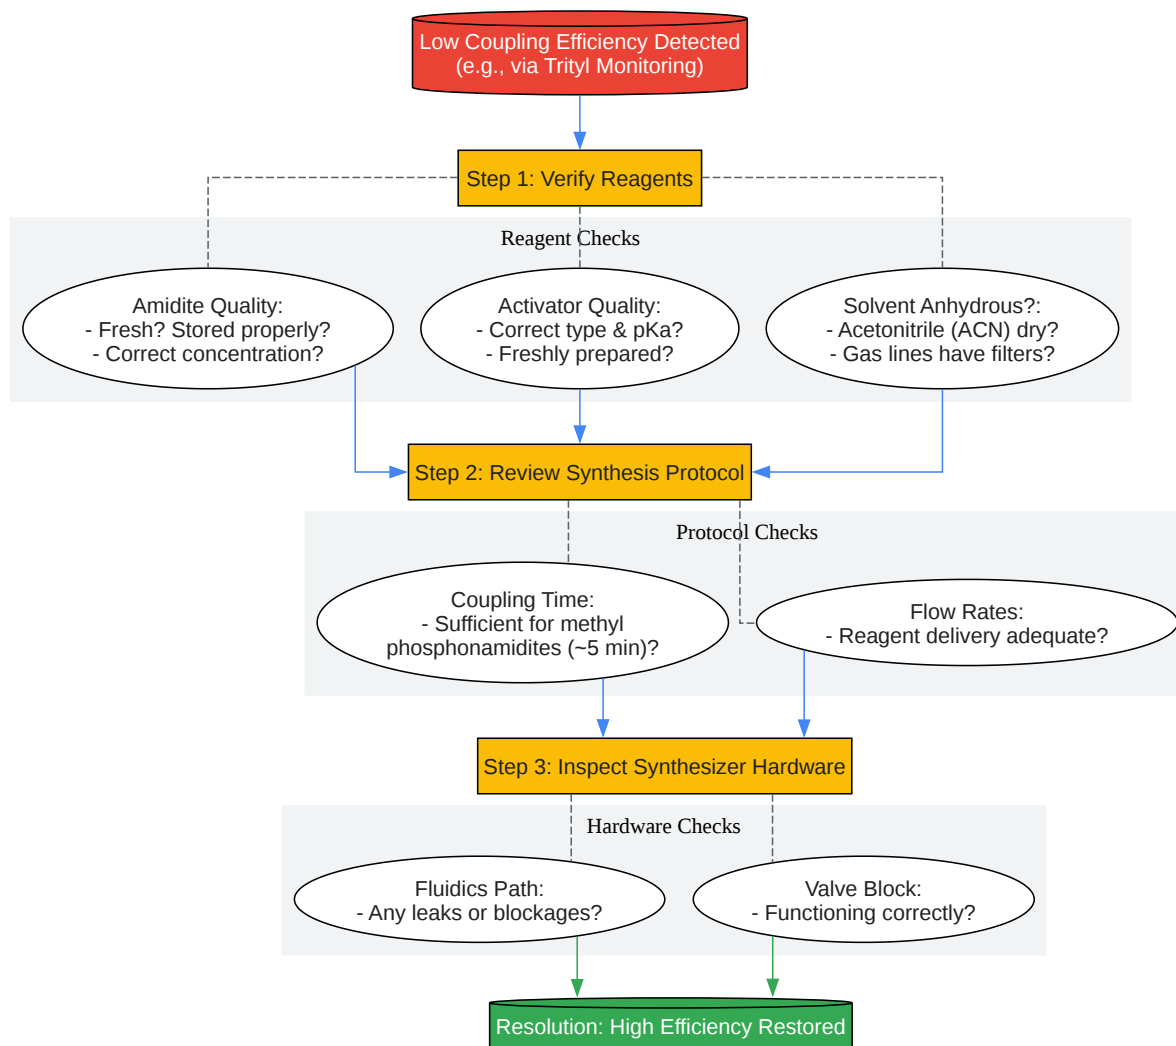 Low Coupling Efficiency Detected
(e.g., via Trityl Monitoring)
Step 1: Verify Reagents
Reagent Checks
Amidite Quality:
- Fresh? Stored properly?
- Correct concentration?
Activator Quality:
- Correct type & pKa?
- Freshly prepared?
Solvent Anhydrous?:
- Acetonitrile (ACN) dry?
- Gas lines have filters?
Step 2: Review Synthesis Protocol
Protocol Checks
Coupling Time:
- Sufficient for methyl
phosphonamidites (~5 min)?
Flow Rates:
- Reagent delivery adequate?
Step 3: Inspect Synthesizer Hardware
Hardware Checks
Fluidics Path:
- Any leaks or blockages?
Valve Block:
- Functioning correctly?
Resolution: High Efficiency Restored